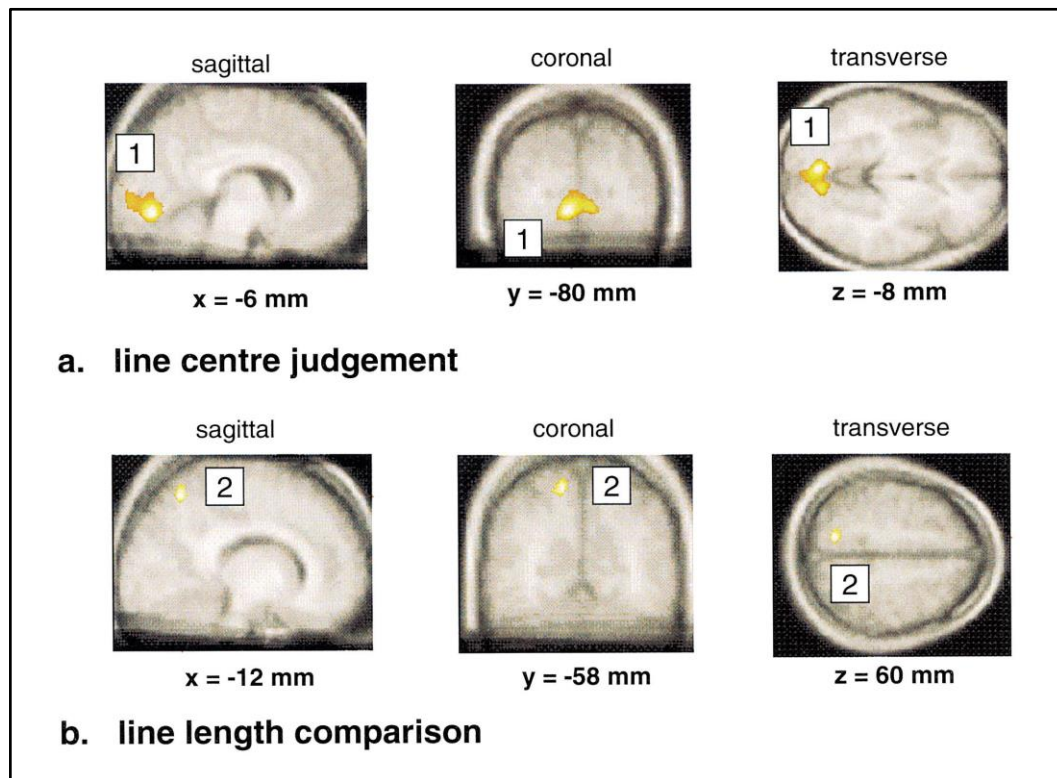 sagittal coronal transverse
1 1 1
x = -6 mm y = -80 mm z = -8 mm
a. line centre judgement
sagittal coronal transverse
2 2 2
x = -12 mm y = -58 mm z = 60 mm
b. line length comparison